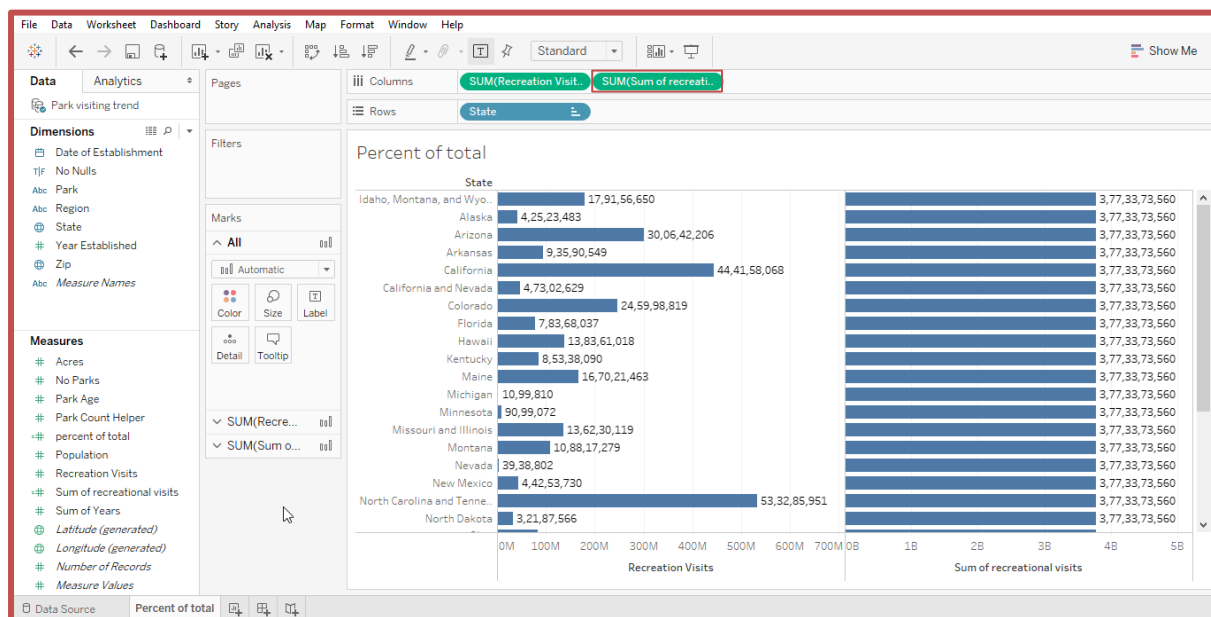 File Data Worksheet Dashboard Story Analysis Map Format Window Help
Standard
Show Me
Data Analytics
Park visiting trend
Dimensions
Date of Establishment
T|F No Nulls
Abc Park
Abc Region
State
# Year Established
Zip
Abc Measure Names
Measures
# Acres
# No Parks
# Park Age
# Park Count Helper
=# percent of total
# Population
# Recreation Visits
=# Sum of recreational visits
# Sum of Years
Latitude (generated)
Longitude (generated)
# Number of Records
# Measure Values
Pages
Filters
Marks
All
Automatic
Color Size Label
Detail Tooltip
SUM(Recre...
SUM(Sum o...
iii Columns SUM(Recreation Visit.. SUM(Sum of recreati..
Rows State
Percent of total
State
Idaho, Montana, and Wyo.. 17,91,56,650 3,77,33,73,560
Alaska 4,25,23,483 3,77,33,73,560
Arizona 30,06,42,206 3,77,33,73,560
Arkansas 9,35,90,549 3,77,33,73,560
California 44,41,58,068 3,77,33,73,560
California and Nevada 4,73,02,629 3,77,33,73,560
Colorado 24,59,98,819 3,77,33,73,560
Florida 7,83,68,037 3,77,33,73,560
Hawaii 13,83,61,018 3,77,33,73,560
Kentucky 8,53,38,090 3,77,33,73,560
Maine 16,70,21,463 3,77,33,73,560
Michigan 10,99,810 3,77,33,73,560
Minnesota 90,99,072 3,77,33,73,560
Missouri and Illinois 13,62,30,119 3,77,33,73,560
Montana 10,88,17,279 3,77,33,73,560
Nevada 39,38,802 3,77,33,73,560
New Mexico 4,42,53,730 3,77,33,73,560
North Carolina and Tenne.. 53,32,85,951 3,77,33,73,560
North Dakota 3,21,87,566 3,77,33,73,560
0M 100M 200M 300M 400M 500M 600M 700M 0B 1B 2B 3B 4B 5B
Recreation Visits Sum of recreational visits
Data Source Percent of total